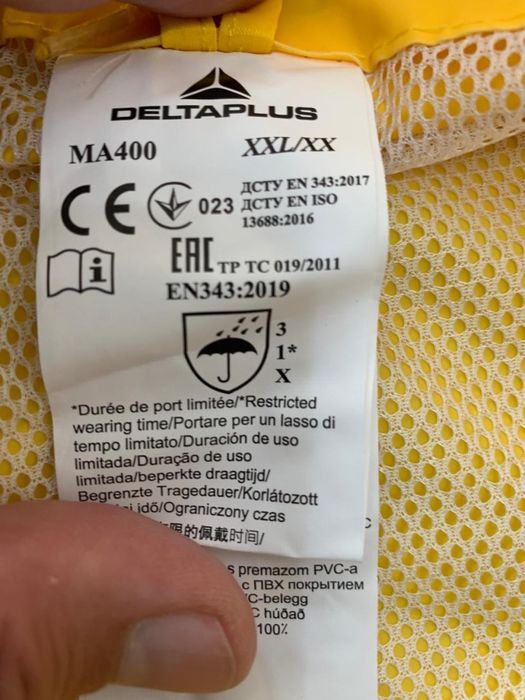 DELTAPLUS
MA400 XXL/XX
CE 023 ДСТУ EN 343:2017
ДСТУ EN ISO
13688:2016
i EAC ТР ТС 019/2011
EN343:2019
3
1*
X
*Durée de port limitée/*Restricted
wearing time/Portare per un lasso di
tempo limitato/Duración de uso
limitada/Duração de uso
limitada/beperkte draagtijd/
Begrenzte Tragedauer/Korlátozott
idő/Ograniczony czas
的佩戴时间/
s premazom PVC-a
с ПВХ покрытием
C-belegg
C húðað
100%